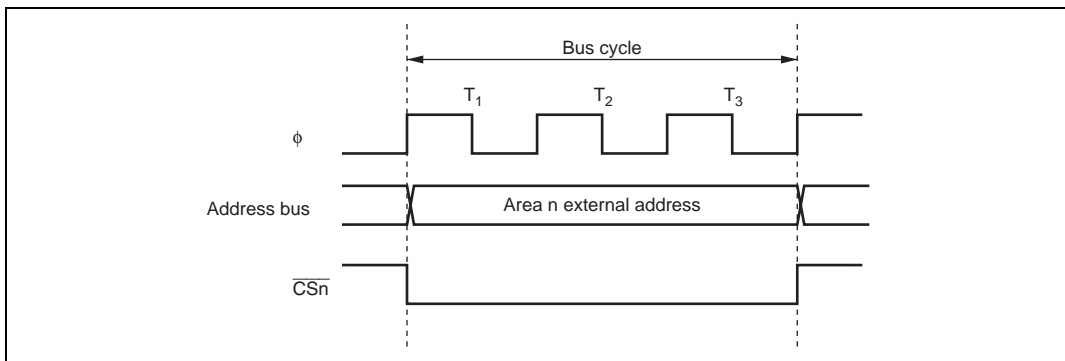 Bus cycle
T1 T2 T3
ϕ
Address bus Area n external address
CSn